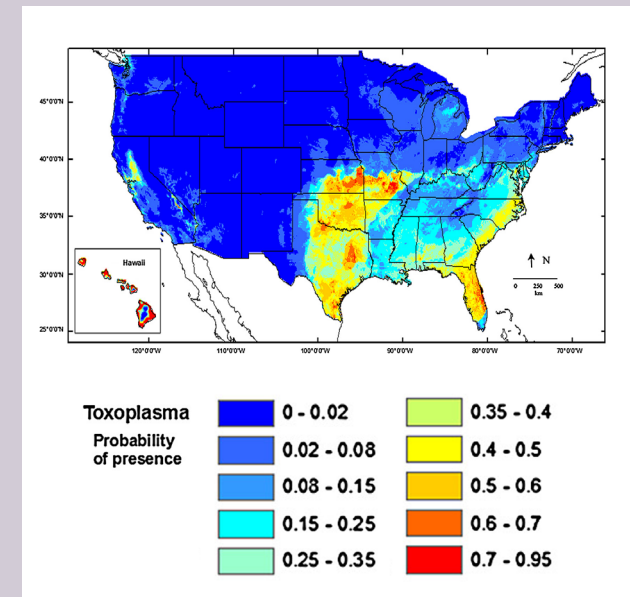 45°0'0"N
40°0'0"N
35°0'0"N
30°0'0"N
25°0'0"N
Hawaii
N
0 250 500
km
120°0'0"W 110°0'0"W 100°0'0"W 90°0'0"W 80°0'0"W 70°0'0"W
Toxoplasma
Probability
of presence
0 - 0.02
0.02 - 0.08
0.08 - 0.15
0.15 - 0.25
0.25 - 0.35
0.35 - 0.4
0.4 - 0.5
0.5 - 0.6
0.6 - 0.7
0.7 - 0.95